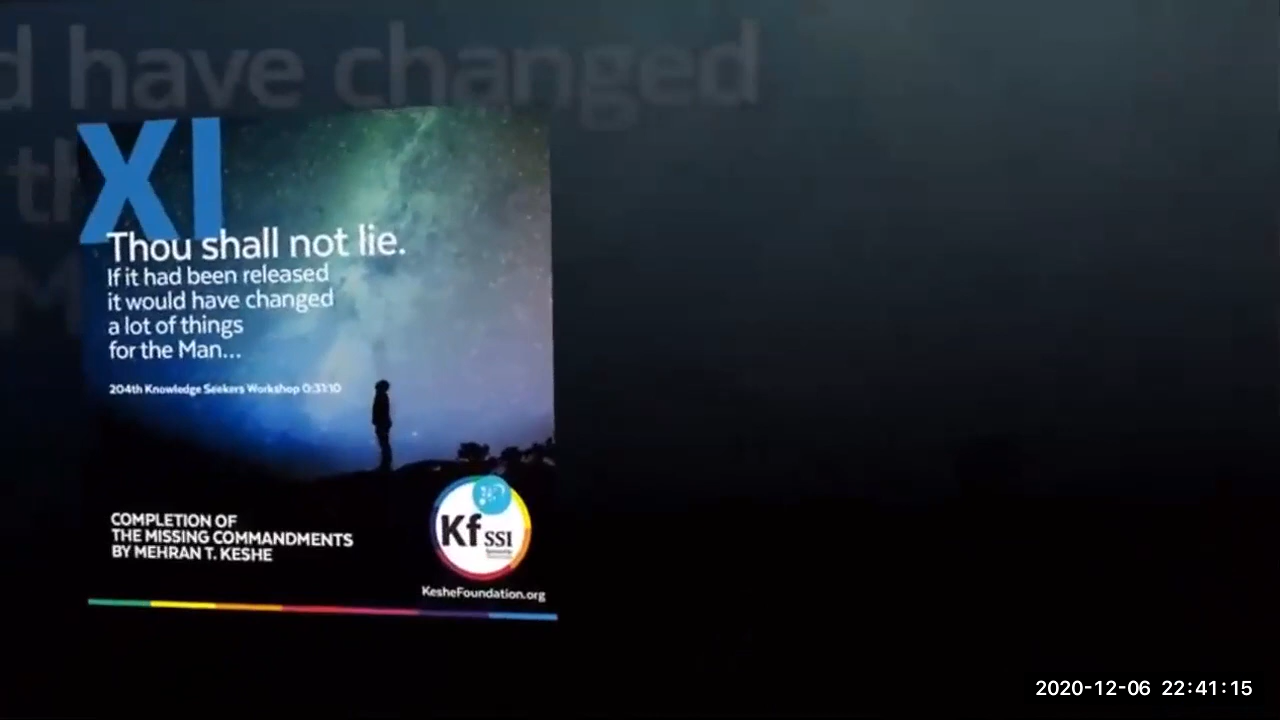 d have changed
th
M
XI
Thou shall not lie.
If it had been released
it would have changed
a lot of things
for the Man...
204th Knowledge Seekers Workshop 0:31:10
COMPLETION OF
THE MISSING COMMANDMENTS
BY MEHRAN T. KESHE
Kf SSI
KesheFoundation.org
2020-12-06 22:41:15